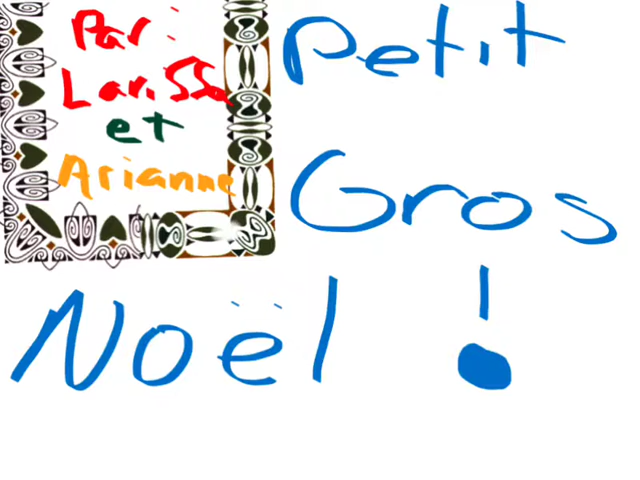 Par :
Larissa
et
Arianne
Petit
Gros
Noël !